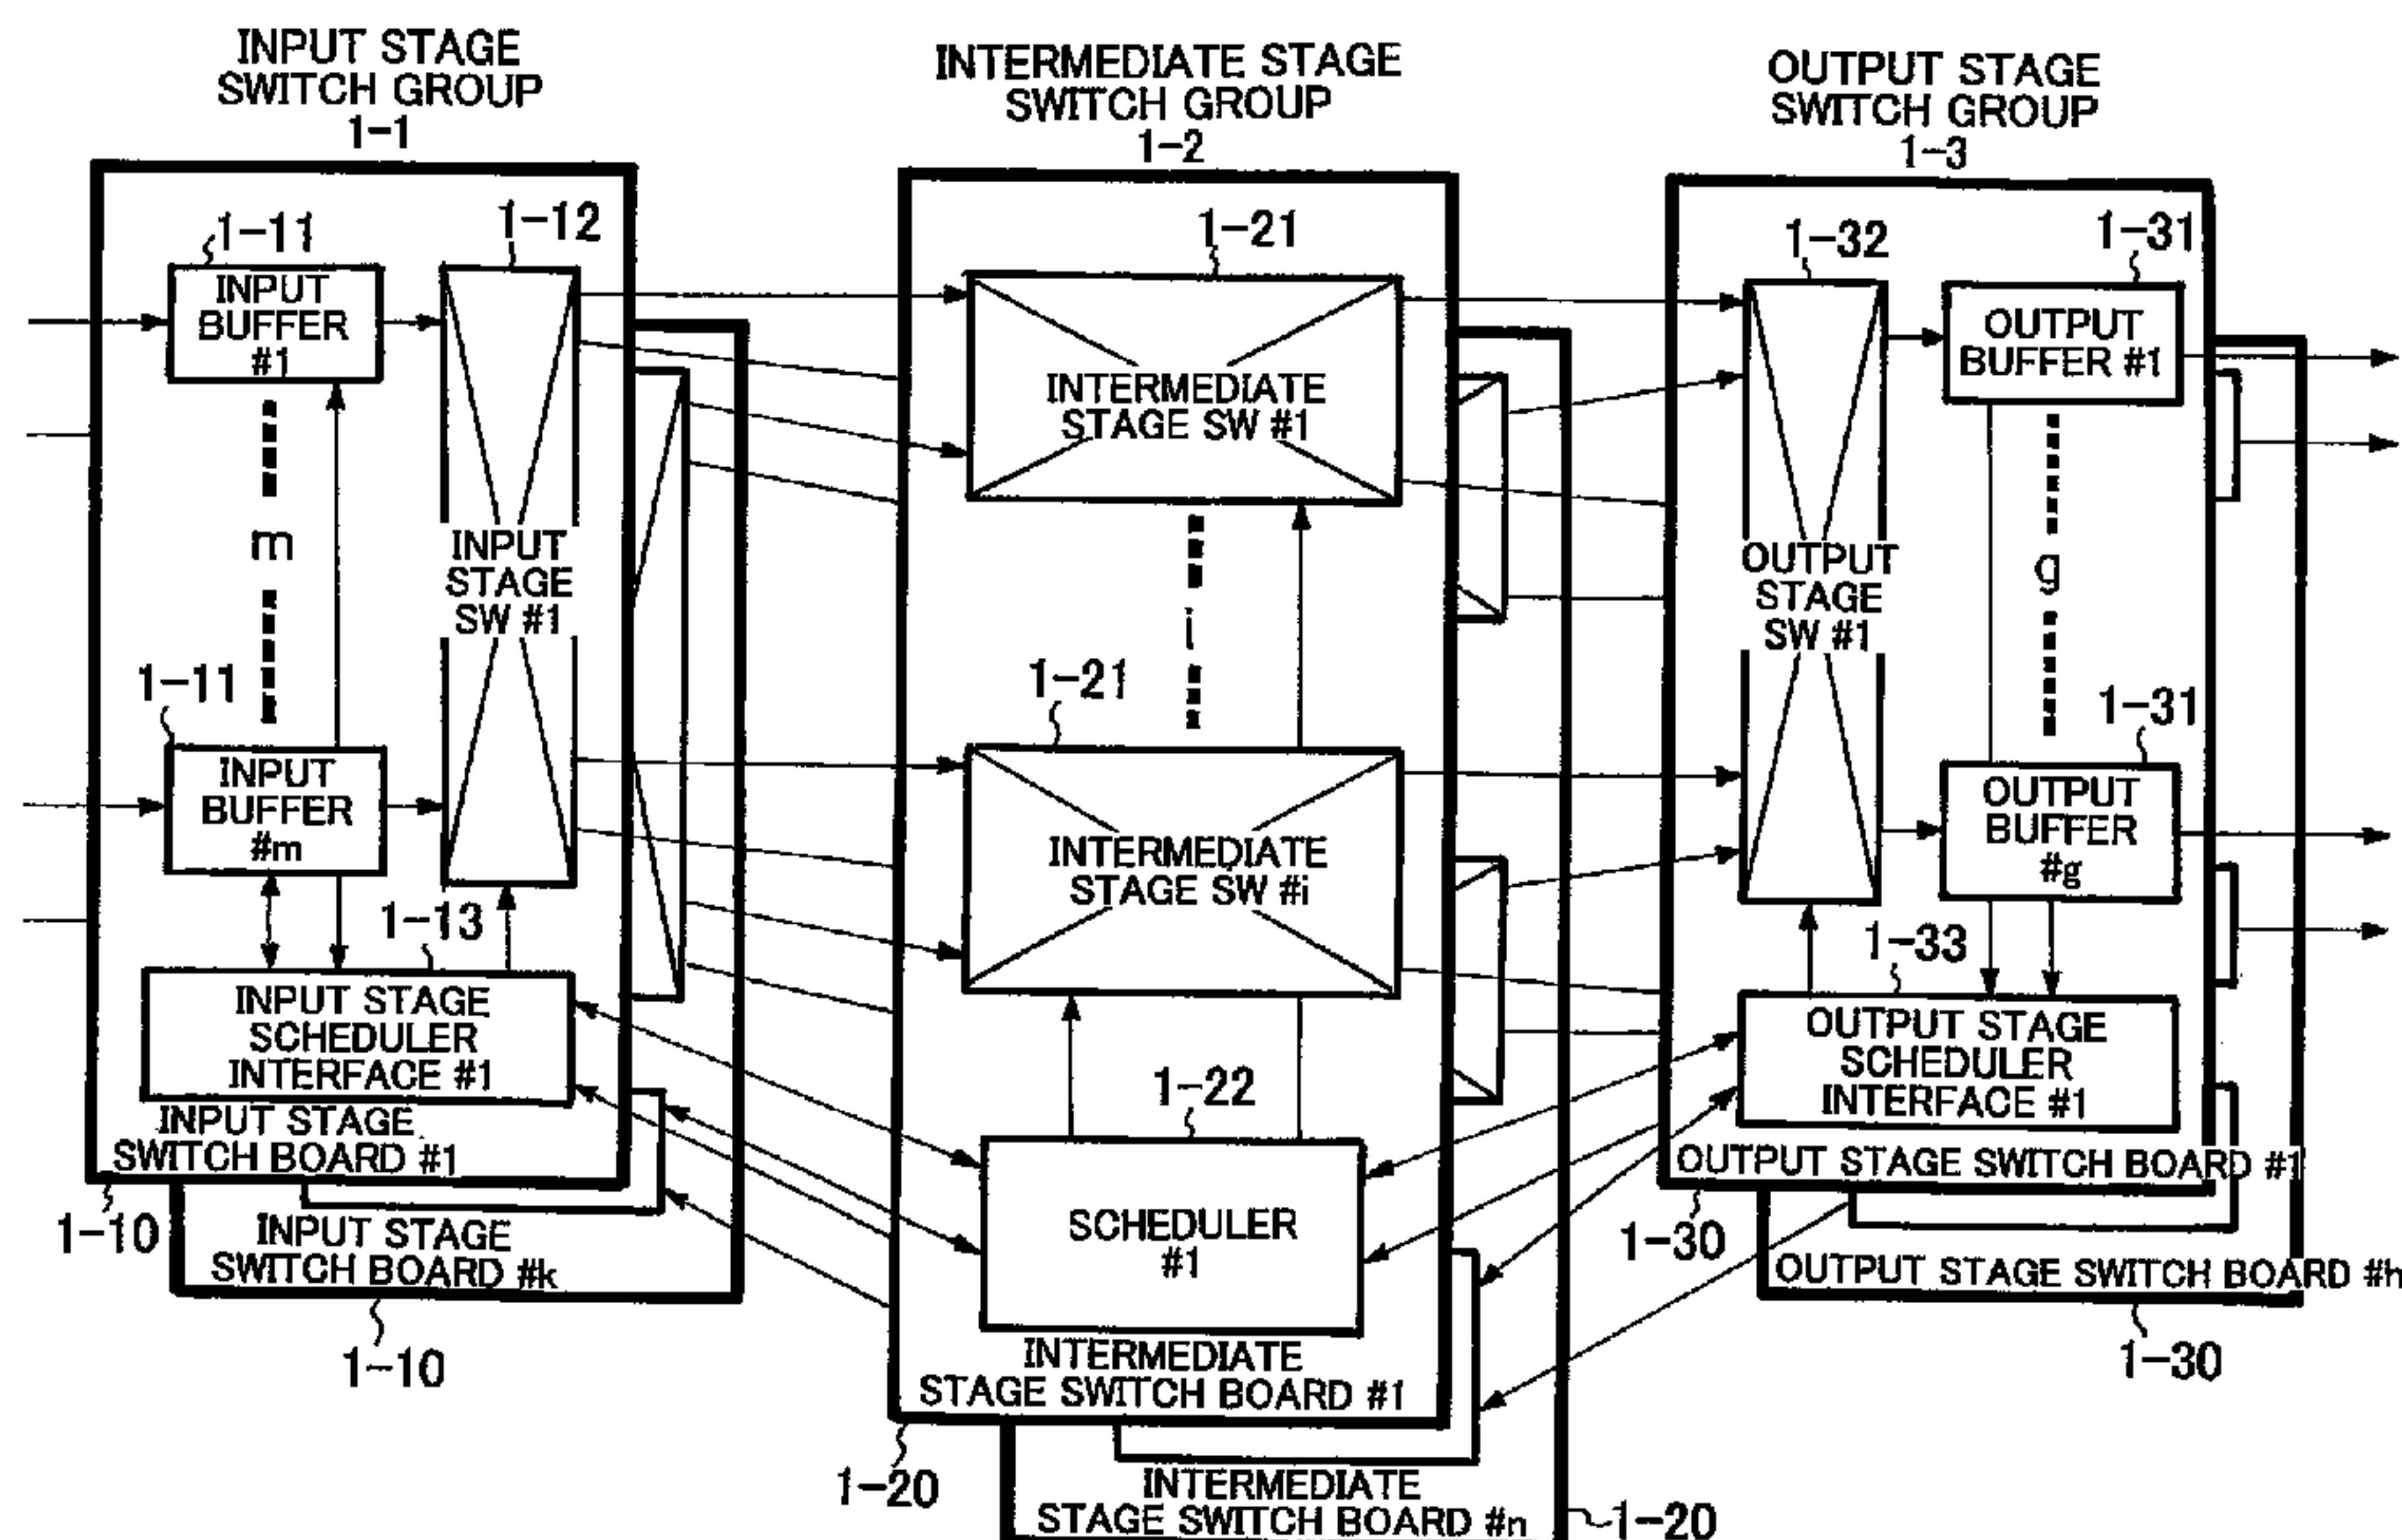 INPUT STAGE
SWITCH GROUP
1-1
INTERMEDIATE STAGE
SWITCH GROUP
1-2
OUTPUT STAGE
SWITCH GROUP
1-3
1-11
1-12
INPUT
BUFFER
#1
m
INPUT
STAGE
SW #1
1-11
INPUT
BUFFER
#m
1-13
INPUT STAGE
SCHEDULER
INTERFACE #1
INPUT STAGE
SWITCH BOARD #1
1-10
INPUT STAGE
SWITCH BOARD #k
1-10
1-21
INTERMEDIATE
STAGE SW #1
i
1-21
INTERMEDIATE
STAGE SW #i
1-22
SCHEDULER
#1
INTERMEDIATE
STAGE SWITCH BOARD #1
1-20
INTERMEDIATE
STAGE SWITCH BOARD #n
1-20
1-32
1-31
OUTPUT
BUFFER #1
OUTPUT
STAGE
SW #1
g
1-31
OUTPUT
BUFFER
#g
1-33
OUTPUT STAGE
SCHEDULER
INTERFACE #1
OUTPUT STAGE SWITCH BOARD #1
1-30
OUTPUT STAGE SWITCH BOARD #h
1-30